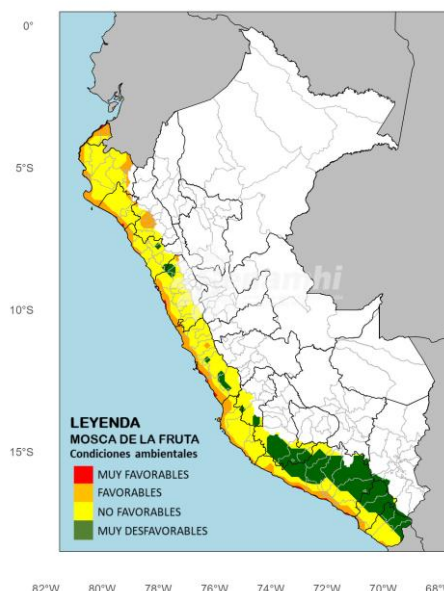 0°
5°S
10°S
15°S
LEYENDA
MOSCA DE LA FRUTA
Condiciones ambientales
MUY FAVORABLES
FAVORABLES
NO FAVORABLES
MUY DESFAVORABLES
82°W 80°W 78°W 76°W 74°W 72°W 70°W 68°W